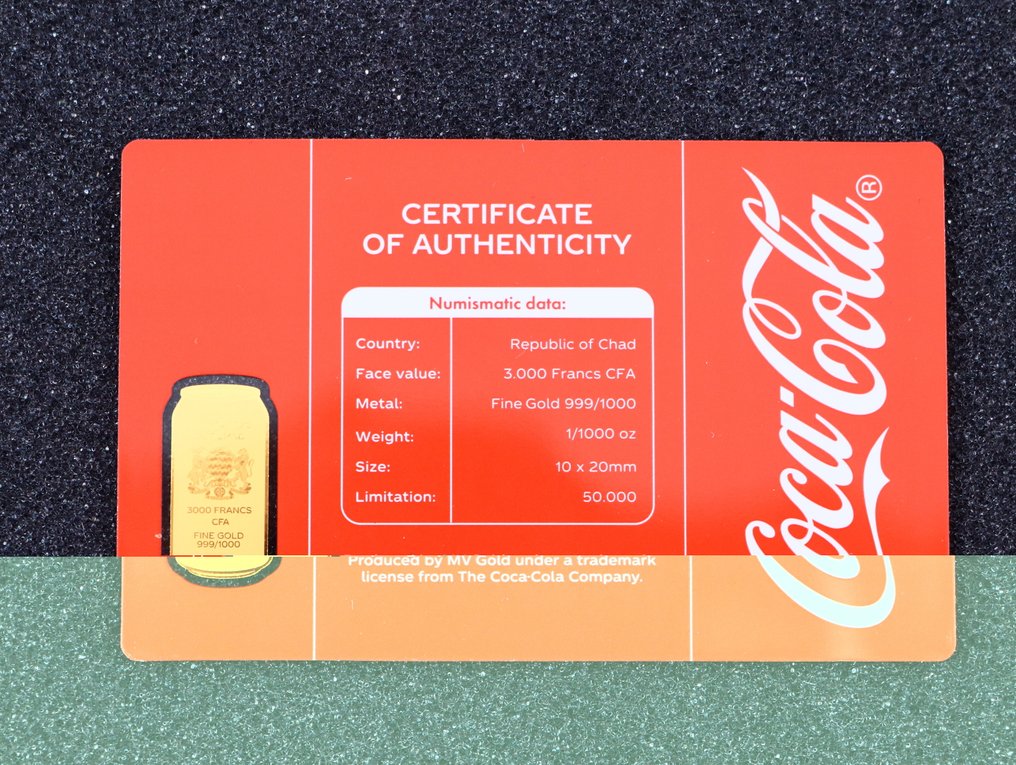 CERTIFICATE
OF AUTHENTICITY
Numismatic data:
Country: Republic of Chad
Face value: 3.000 Francs CFA
Metal: Fine Gold 999/1000
Weight: 1/1000 oz
Size: 10 x 20mm
Limitation: 50.000
Produced by MV Gold under a trademark
license from The Coca-Cola Company.
3000 FRANCS
CFA
FINE GOLD
999/1000
Coca-Cola®